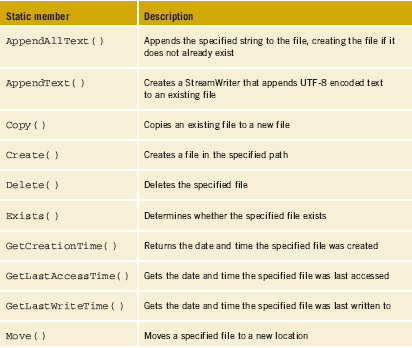 Static member Description
AppendAllText( ) Appends the specified string to the file, creating the file if it
does not already exist
AppendText( ) Creates a StreamWriter that appends UTF-8 encoded text
to an existing file
Copy( ) Copies an existing file to a new file
Create( ) Creates a file in the specified path
Delete( ) Deletes the specified file
Exists( ) Determines whether the specified file exists
GetCreationTime( ) Returns the date and time the specified file was created
GetLastAccessTime( ) Gets the date and time the specified file was last accessed
GetLastWriteTime( ) Gets the date and time the specified file was last written to
Move( ) Moves a specified file to a new location